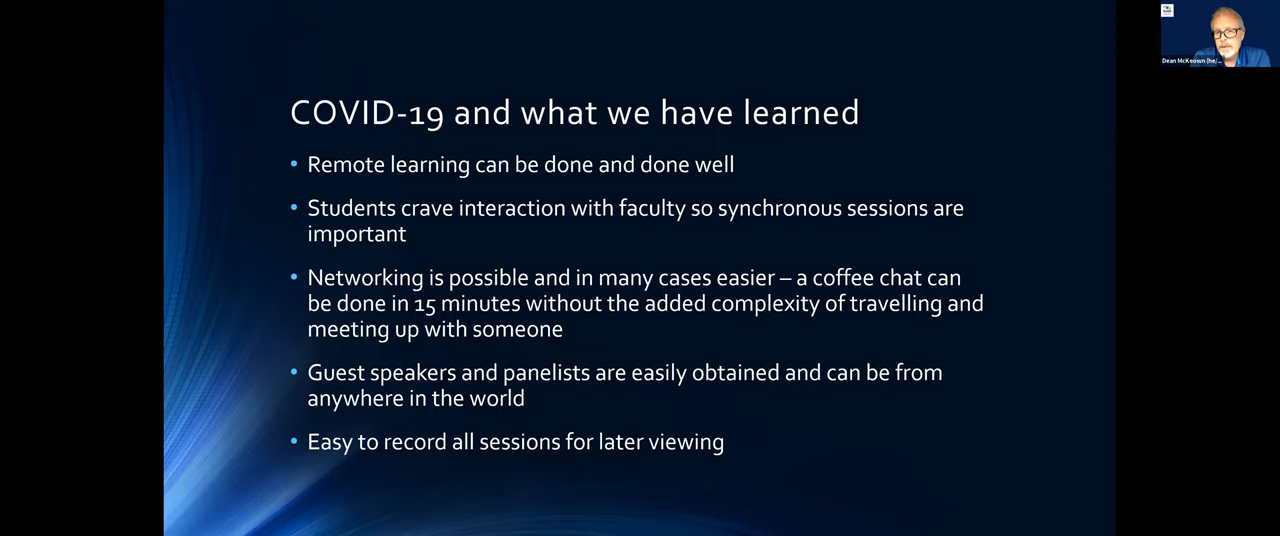 COVID-19 and what we have learned
• Remote learning can be done and done well
• Students crave interaction with faculty so synchronous sessions are
important
• Networking is possible and in many cases easier – a coffee chat can
be done in 15 minutes without the added complexity of travelling and
meeting up with someone
• Guest speakers and panelists are easily obtained and can be from
anywhere in the world
• Easy to record all sessions for later viewing
Dean McKeown (he/...